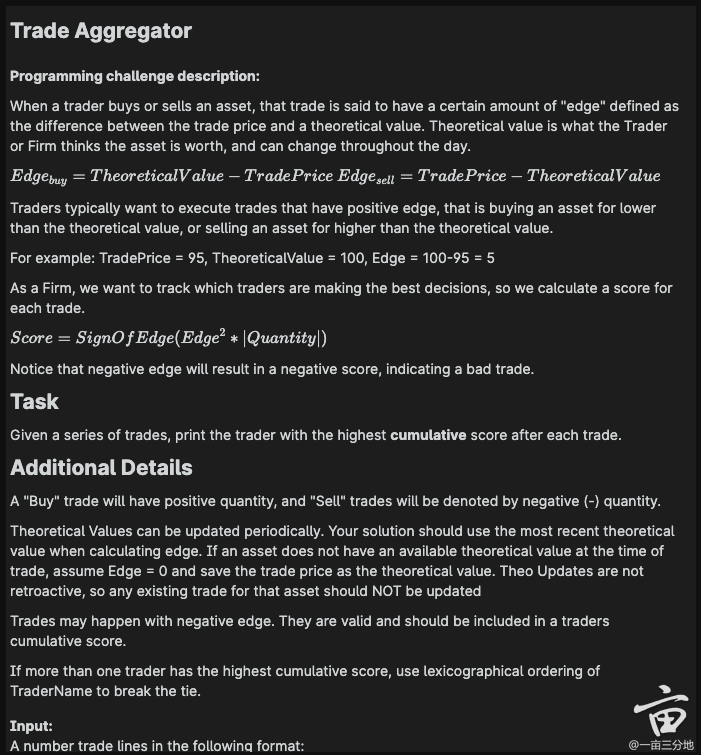 Trade Aggregator
Programming challenge description:
When a trader buys or sells an asset, that trade is said to have a certain amount of "edge" defined as
the difference between the trade price and a theoretical value. Theoretical value is what the Trader
or Firm thinks the asset is worth, and can change throughout the day.
Edge_buy = TheoreticalValue − TradePrice Edge_sell = TradePrice − TheoreticalValue
Traders typically want to execute trades that have positive edge, that is buying an asset for lower
than the theoretical value, or selling an asset for higher than the theoretical value.
For example: TradePrice = 95, TheoreticalValue = 100, Edge = 100-95 = 5
As a Firm, we want to track which traders are making the best decisions, so we calculate a score for
each trade.
Score = SignOfEdge(Edge² * |Quantity|)
Notice that negative edge will result in a negative score, indicating a bad trade.
Task
Given a series of trades, print the trader with the highest cumulative score after each trade.
Additional Details
A "Buy" trade will have positive quantity, and "Sell" trades will be denoted by negative (-) quantity.
Theoretical Values can be updated periodically. Your solution should use the most recent theoretical
value when calculating edge. If an asset does not have an available theoretical value at the time of
trade, assume Edge = 0 and save the trade price as the theoretical value. Theo Updates are not
retroactive, so any existing trade for that asset should NOT be updated
Trades may happen with negative edge. They are valid and should be included in a traders
cumulative score.
If more than one trader has the highest cumulative score, use lexicographical ordering of
TraderName to break the tie.
Input:
A number trade lines in the following format:
亩
@一亩三分地